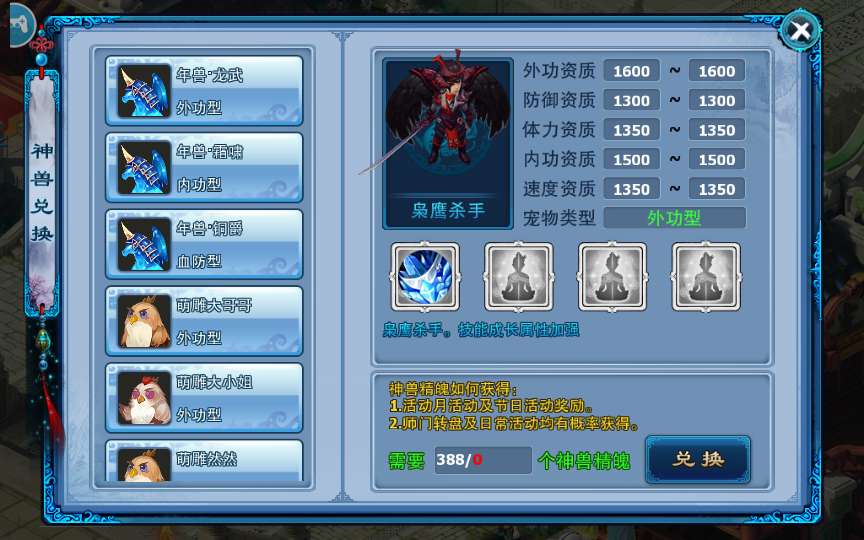 神兽兑换
年兽·龙武
外功型
年兽·霜啸
内功型
年兽·铜爵
血防型
萌雕大哥哥
外功型
萌雕大小姐
外功型
萌雕然然
枭鹰杀手
外功资质 1600 ~ 1600
防御资质 1300 ~ 1300
体力资质 1350 ~ 1350
内功资质 1500 ~ 1500
速度资质 1350 ~ 1350
宠物类型 外功型
枭鹰杀手。技能成长属性加强
神兽精魄如何获得：
1.活动月活动及节日活动奖励。
2.师门转盘及日常活动均有概率获得。
需要 388/0 个神兽精魄
兑换